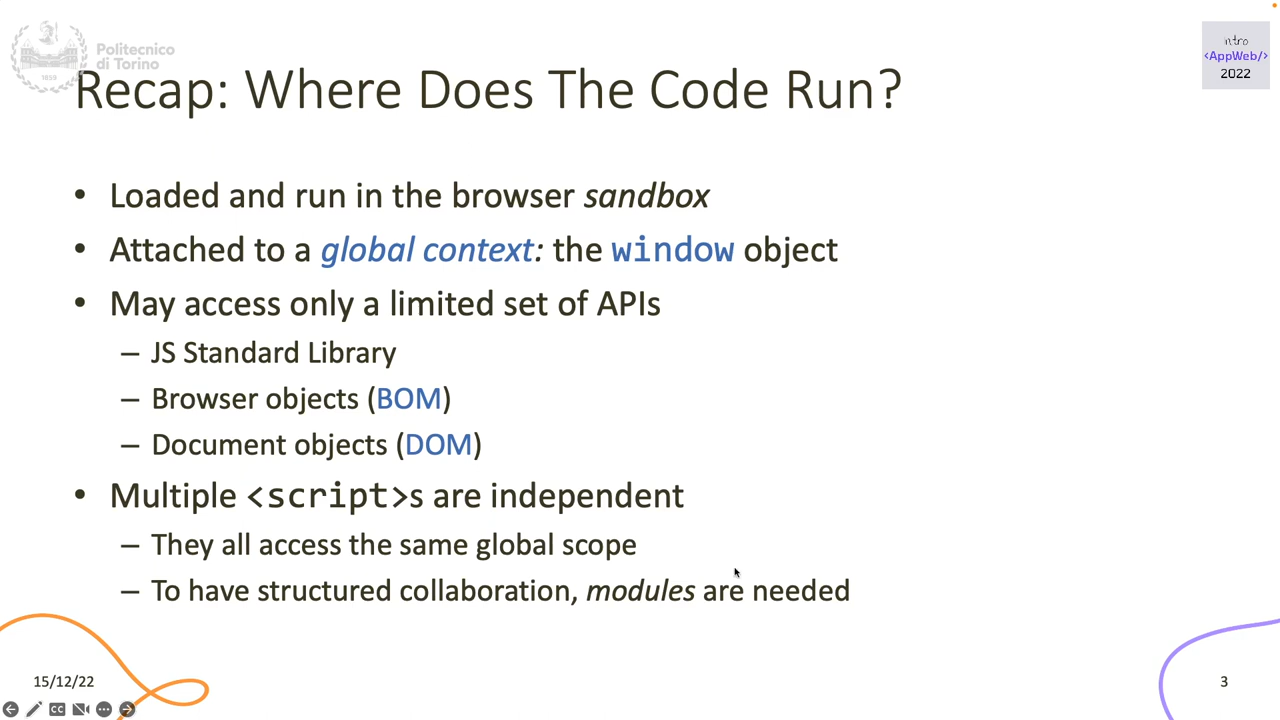 Politecnico
di Torino
1859
intro
<AppWeb/>
2022
Recap: Where Does The Code Run?
• Loaded and run in the browser sandbox
• Attached to a global context: the window object
• May access only a limited set of APIs
– JS Standard Library
– Browser objects (BOM)
– Document objects (DOM)
• Multiple <script>s are independent
– They all access the same global scope
– To have structured collaboration, modules are needed
15/12/22
3
CC